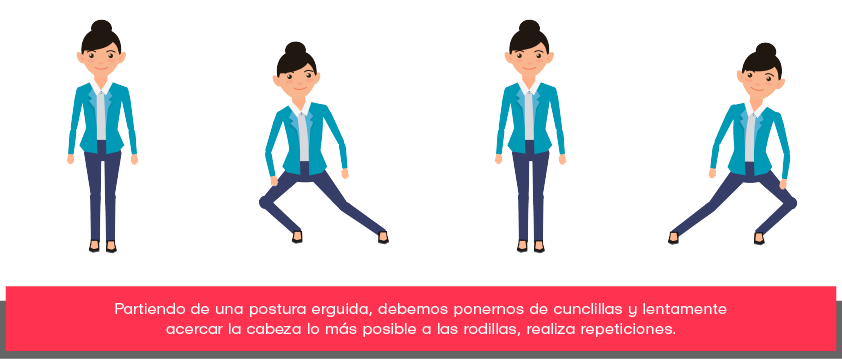 Partiendo de una postura erguida, debemos ponernos de cunclillas y lentamente
acercar la cabeza lo más posible a las rodillas, realiza repeticiones.